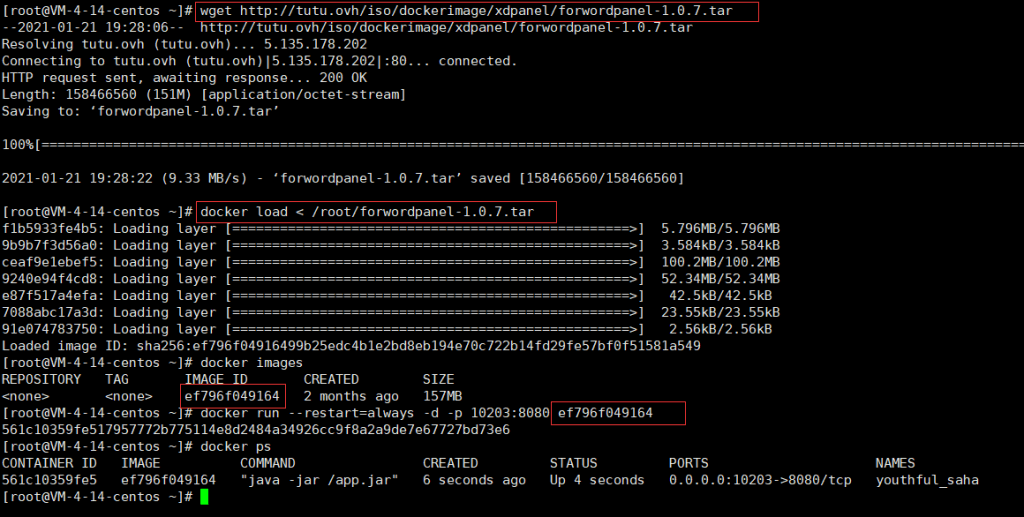 [root@VM-4-14-centos ~]# wget http://tutu.ovh/iso/dockerimage/xdpanel/forwordpanel-1.0.7.tar
--2021-01-21 19:28:06--  http://tutu.ovh/iso/dockerimage/xdpanel/forwordpanel-1.0.7.tar
Resolving tutu.ovh (tutu.ovh)... 5.135.178.202
Connecting to tutu.ovh (tutu.ovh)|5.135.178.202|:80... connected.
HTTP request sent, awaiting response... 200 OK
Length: 158466560 (151M) [application/octet-stream]
Saving to: ‘forwordpanel-1.0.7.tar’
100%[==============================================================================================================================
2021-01-21 19:28:22 (9.33 MB/s) - ‘forwordpanel-1.0.7.tar’ saved [158466560/158466560]
[root@VM-4-14-centos ~]# docker load < /root/forwordpanel-1.0.7.tar
f1b5933fe4b5: Loading layer [==================================================>]  5.796MB/5.796MB
9b9b7f3d56a0: Loading layer [==================================================>]  3.584kB/3.584kB
ceaf9e1ebef5: Loading layer [==================================================>]  100.2MB/100.2MB
9240e94f4cd8: Loading layer [==================================================>]  52.34MB/52.34MB
e87f517a4efa: Loading layer [==================================================>]   42.5kB/42.5kB
7088abc17a3d: Loading layer [==================================================>]  23.55kB/23.55kB
91e074783750: Loading layer [==================================================>]   2.56kB/2.56kB
Loaded image ID: sha256:ef796f04916499b25edc4b1e2bd8eb194e70c722b14fd29fe57bf0f51581a549
[root@VM-4-14-centos ~]# docker images
REPOSITORY   TAG       IMAGE ID       CREATED        SIZE
<none>       <none>    ef796f049164   2 months ago   157MB
[root@VM-4-14-centos ~]# docker run --restart=always -d -p 10203:8080 ef796f049164
561c10359fe517957772b775114e8d2484a34926cc9f8a2a9de7e67727bd73e6
[root@VM-4-14-centos ~]# docker ps
CONTAINER ID   IMAGE          COMMAND                CREATED         STATUS         PORTS                     NAMES
561c10359fe5   ef796f049164   "java -jar /app.jar"   6 seconds ago   Up 4 seconds   0.0.0.0:10203->8080/tcp   youthful_saha
[root@VM-4-14-centos ~]#